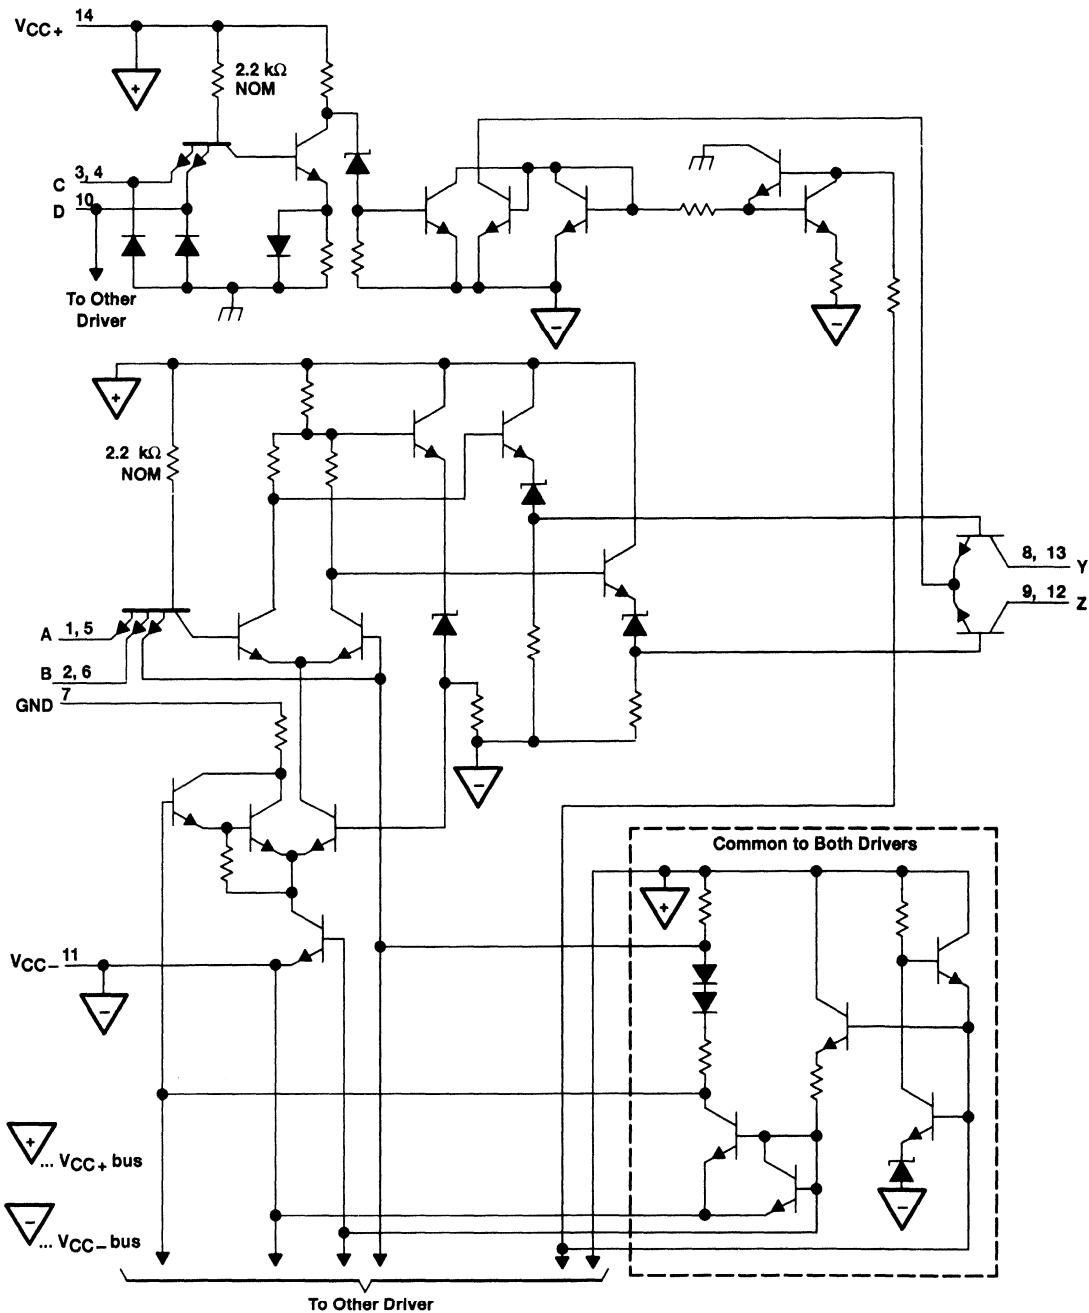 VCC+ 14
+
2.2 kΩ
NOM
C 3, 4
D 10
To Other
Driver
−
−
+
2.2 kΩ
NOM
8, 13 Y
9, 12 Z
A 1, 5
B 2, 6
GND 7
−
Common to Both Drivers
+
VCC− 11
−
+ ... VCC+ bus
− ... VCC− bus
−
To Other Driver